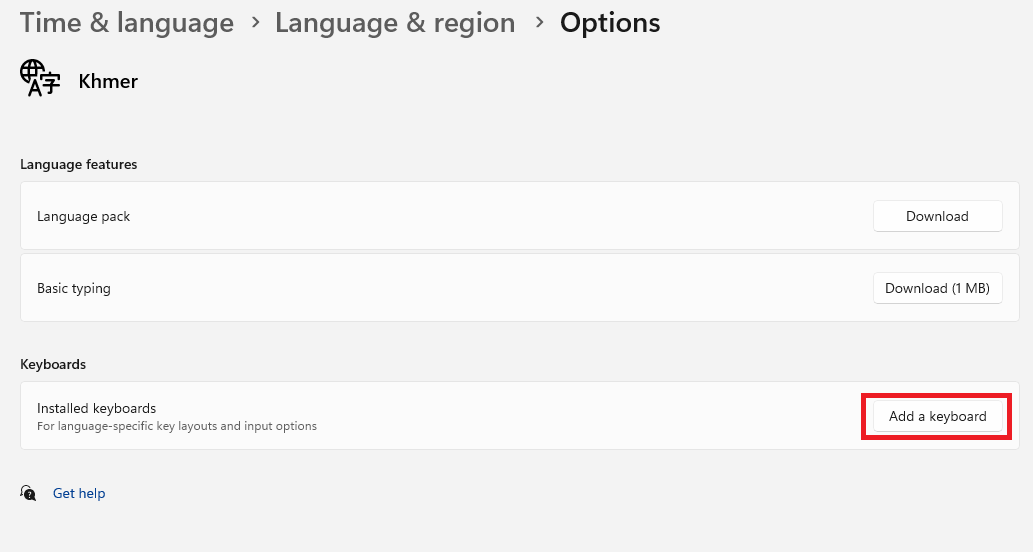 Time & language > Language & region > Options
Khmer
Language features
Language pack
Download
Basic typing
Download (1 MB)
Keyboards
Installed keyboards
For language-specific key layouts and input options
Add a keyboard
Get help